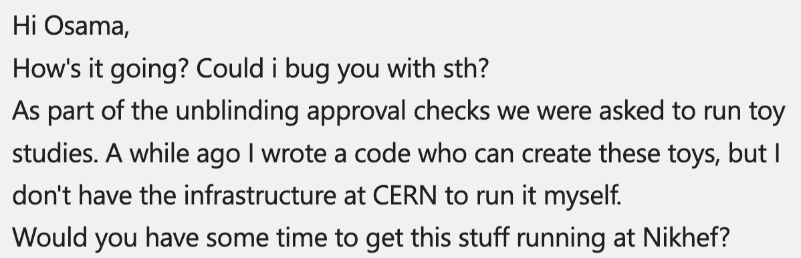 Hi Osama,
How's it going? Could i bug you with sth?
As part of the unblinding approval checks we were asked to run toy
studies. A while ago I wrote a code who can create these toys, but I
don't have the infrastructure at CERN to run it myself.
Would you have some time to get this stuff running at Nikhef?